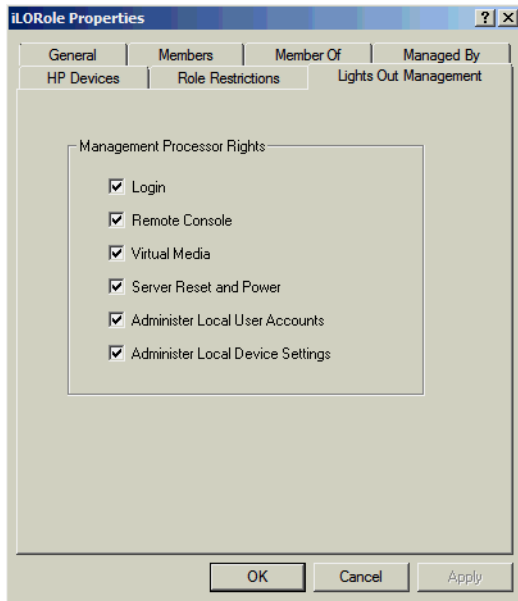 iLORole Properties
General Members Member Of Managed By
HP Devices Role Restrictions Lights Out Management
Management Processor Rights
Login
Remote Console
Virtual Media
Server Reset and Power
Administer Local User Accounts
Administer Local Device Settings
OK Cancel Apply